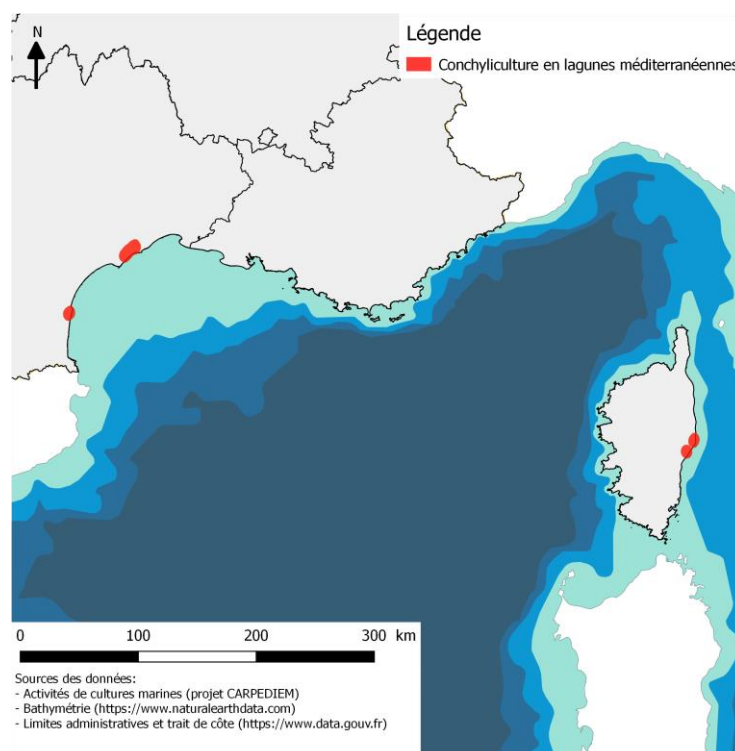 N
Légende
Conchyliculture en lagunes méditerranéennes
0 100 200 300 km
Sources des données:
- Activités de cultures marines (projet CARPEDIEM)
- Bathymétrie (https://www.naturalearthdata.com)
- Limites administratives et trait de côte (https://www.data.gouv.fr)